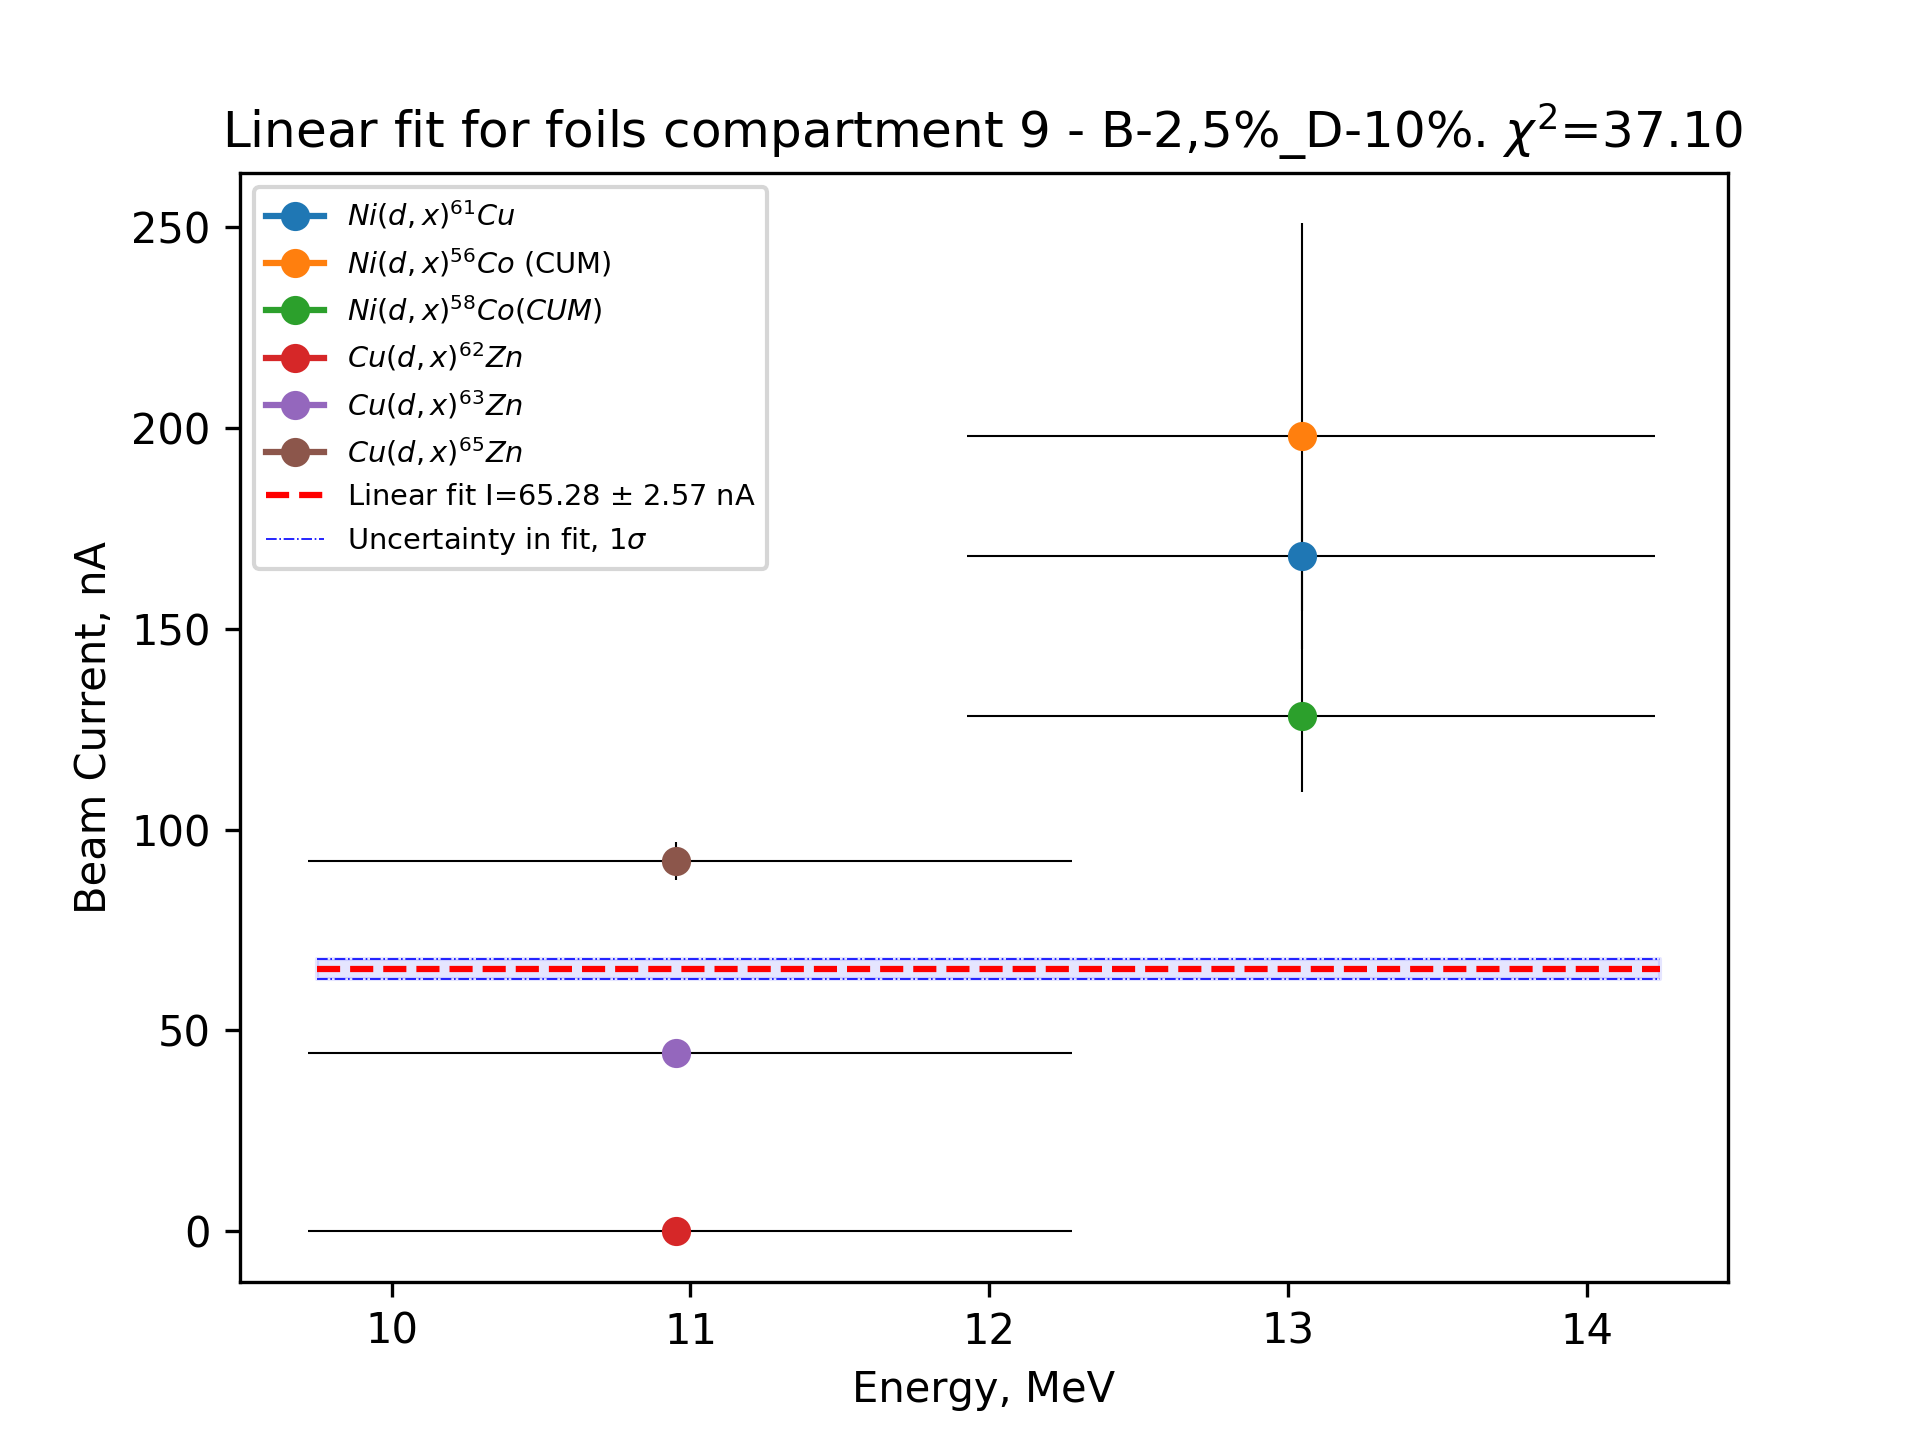 Linear fit for foils compartment 9 - B-2,5%_D-10%. χ²=37.10
Ni(d, x)⁶¹Cu
Ni(d, x)⁵⁶Co (CUM)
Ni(d, x)⁵⁸Co(CUM)
Cu(d, x)⁶²Zn
Cu(d, x)⁶³Zn
Cu(d, x)⁶⁵Zn
Linear fit I=65.28 ± 2.57 nA
Uncertainty in fit, 1σ
Beam Current, nA
250
200
150
100
50
0
10 11 12 13 14
Energy, MeV